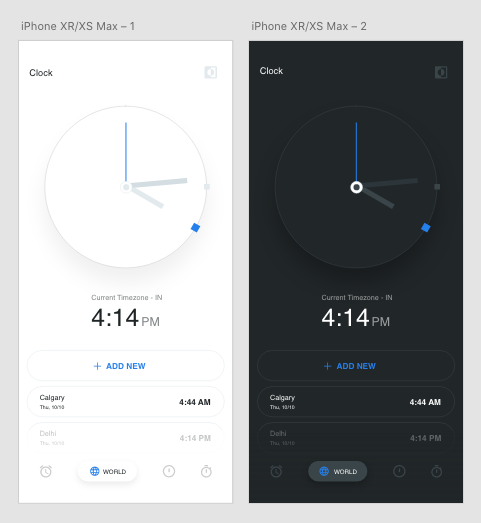 iPhone XR/XS Max – 1
Clock
Current Timezone - IN
4:14 PM
+ ADD NEW
Calgary
4:44 AM
Thu, 10/10
Delhi
4:14 PM
Thu, 10/10
WORLD
iPhone XR/XS Max – 2
Clock
Current Timezone - IN
4:14 PM
+ ADD NEW
Calgary
4:44 AM
Thu, 10/10
Delhi
4:14 PM
Thu, 10/10
WORLD